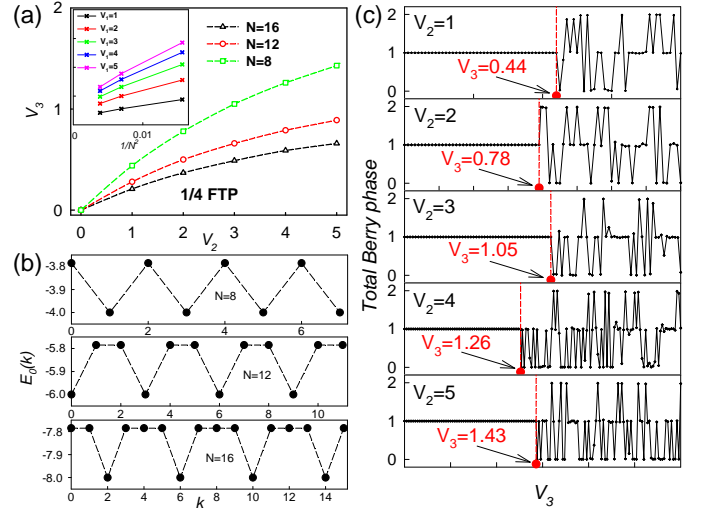 (a)
V₁=1
V₁=2
V₁=3
V₁=4
V₁=5
0
0.01
1/N²
N=16
N=12
N=8
1/4 FTP
V₃
2
1
0
0 1 2 3 4 5
V₂
(b)
E₀(k)
-3.8
-3.9
-4.0
N=8
0 2 4 6
-5.8
-5.9
-6.0
N=12
0 2 4 6 8 10
-7.8
-7.9
-8.0
N=16
0 2 4 6 8 10 12 14
k
(c)
Total Berry phase
V₂=1
V₃=0.44
2
1
0
V₂=2
V₃=0.78
2
1
0
V₂=3
V₃=1.05
2
1
0
V₂=4
V₃=1.26
2
1
0
V₂=5
V₃=1.43
2
1
0
V₃